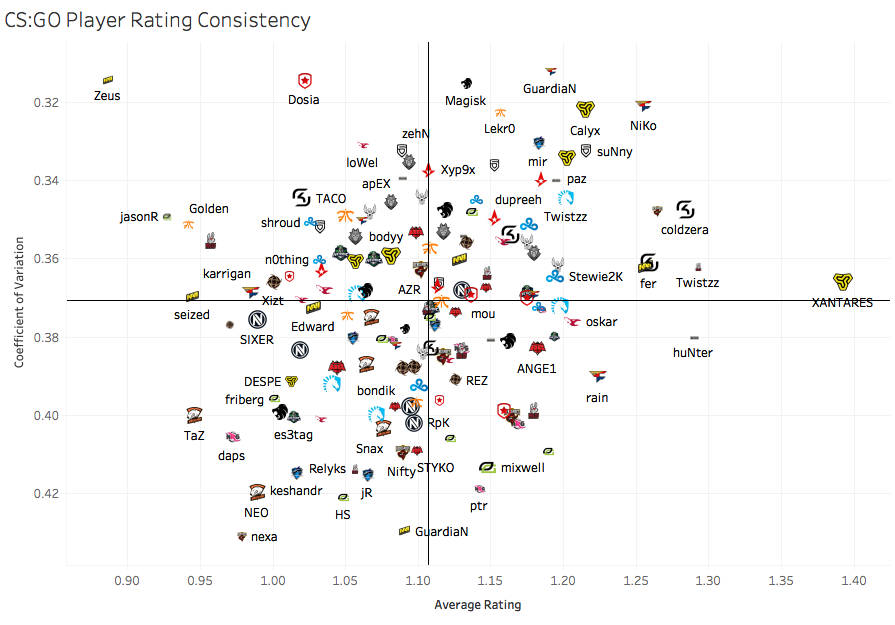 CS:GO Player Rating Consistency
Zeus
Dosia
Magisk
GuardiaN
Lekr0
Calyx
NiKo
0.32
zehN
loWel
Xyp9x
mir
suNny
0.34
apEX
paz
TACO
dupreeh
Twistzz
jasonR
Golden
shroud
bodyy
coldzera
0.36
n0thing
Stewie2K
fer
Twistzz
karrigan
AZR
XANTARES
seized
Xizt
Edward
mou
oskar
SIXER
0.38
huNter
ANGE1
DESPE
bondik
REZ
rain
friberg
0.40
TaZ
es3tag
RpK
daps
Snax
Relyks
Nifty
STYKO
mixwell
keshandr
jR
0.42
NEO
HS
ptr
nexa
GuardiaN
Coefficient of Variation
0.90 0.95 1.00 1.05 1.10 1.15 1.20 1.25 1.30 1.35 1.40
Average Rating